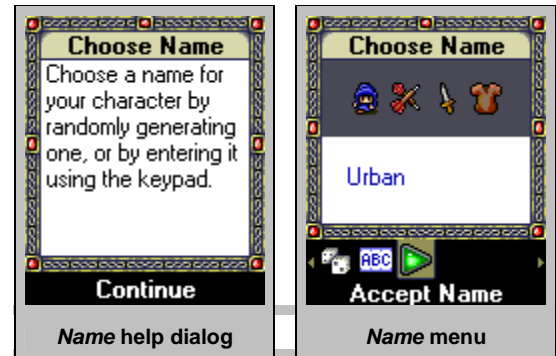 Choose Name
Choose a name for
your character by
randomly generating
one, or by entering it
using the keypad.
Continue
Name help dialog
Choose Name
Urban
ABC
Accept Name
Name menu